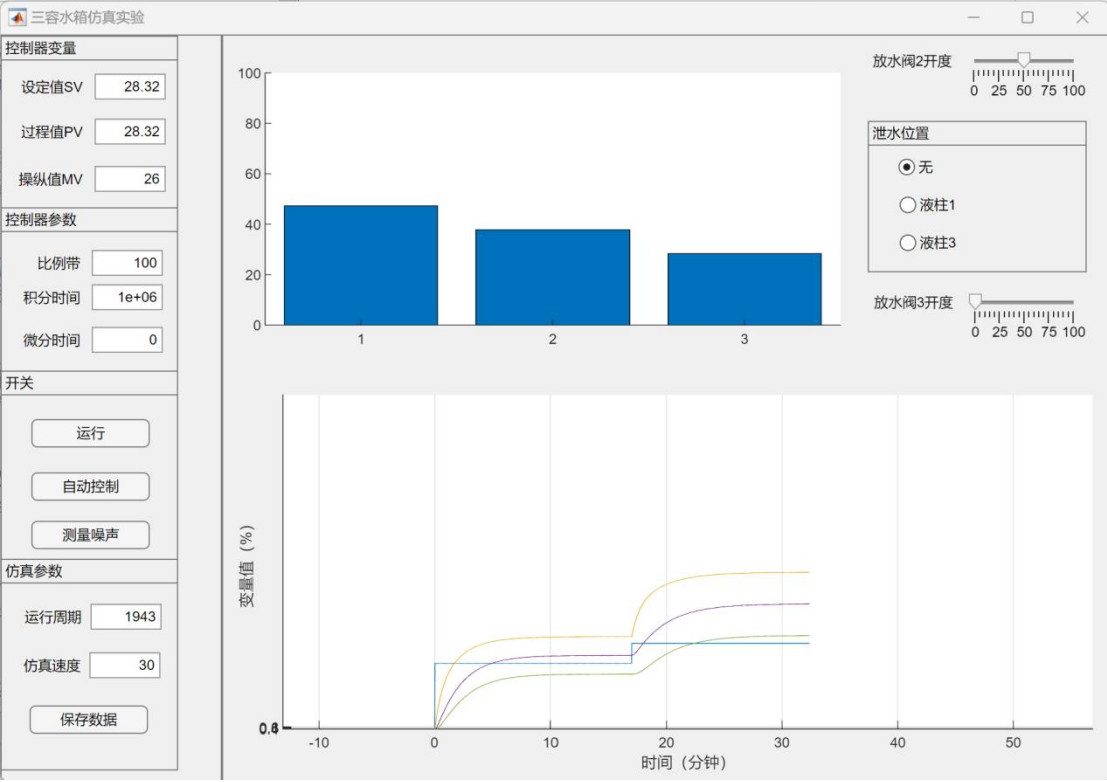 三容水箱仿真实验
控制器变量
设定值SV 28.32
过程值PV 28.32
操纵值MV 26
控制器参数
比例带 100
积分时间 1e+06
微分时间 0
开关
运行
自动控制
测量噪声
仿真参数
运行周期 1943
仿真速度 30
保存数据
100
80
60
40
20
0
1 2 3
放水阀2开度
0 25 50 75 100
泄水位置
无
液柱1
液柱3
放水阀3开度
0 25 50 75 100
变量值（%）
-10 0 10 20 30 40 50
时间（分钟）